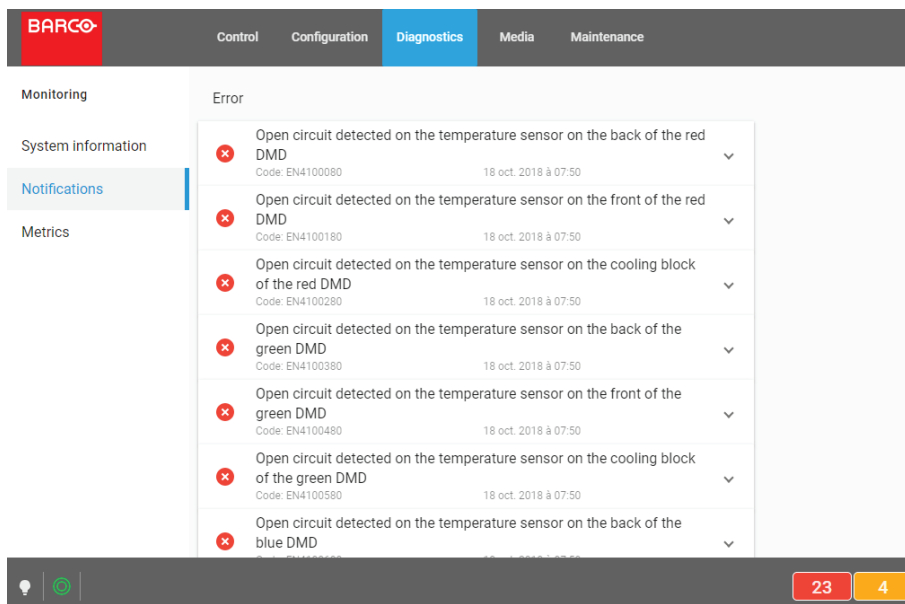 BARCO
Control Configuration Diagnostics Media Maintenance
Monitoring
System information
Notifications
Metrics
Error
Open circuit detected on the temperature sensor on the back of the red
DMD
Code: EN4100080 18 oct. 2018 à 07:50
Open circuit detected on the temperature sensor on the front of the red
DMD
Code: EN4100180 18 oct. 2018 à 07:50
Open circuit detected on the temperature sensor on the cooling block
of the red DMD
Code: EN4100280 18 oct. 2018 à 07:50
Open circuit detected on the temperature sensor on the back of the
green DMD
Code: EN4100380 18 oct. 2018 à 07:50
Open circuit detected on the temperature sensor on the front of the
green DMD
Code: EN4100480 18 oct. 2018 à 07:50
Open circuit detected on the temperature sensor on the cooling block
of the green DMD
Code: EN4100580 18 oct. 2018 à 07:50
Open circuit detected on the temperature sensor on the back of the
blue DMD
23 4